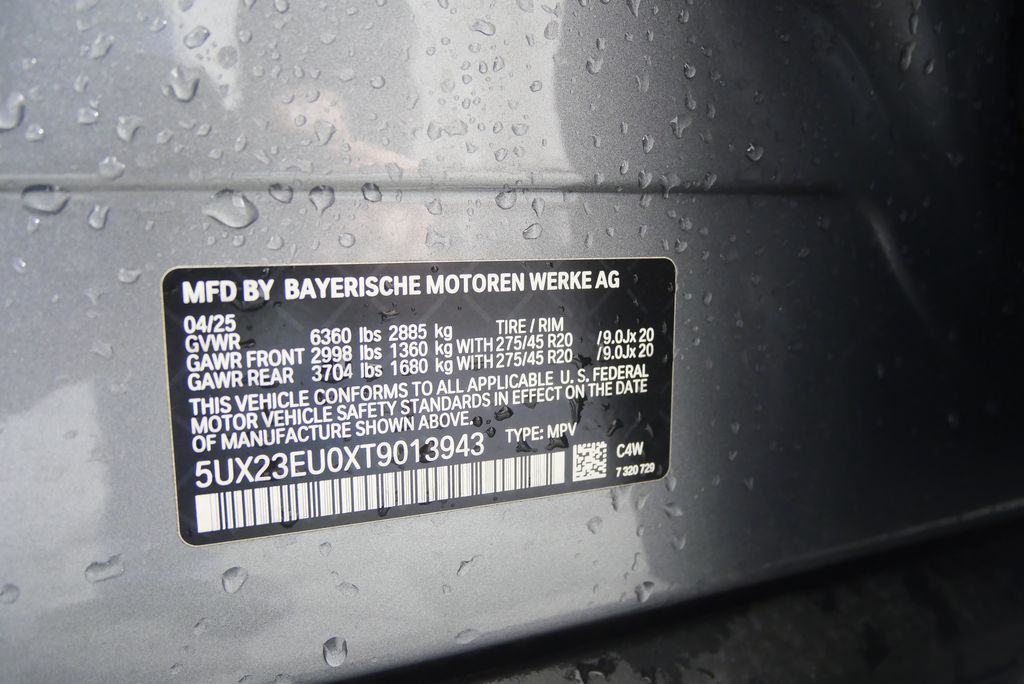 MFD BY BAYERISCHE MOTOREN WERKE AG
04/25 TIRE / RIM
GVWR 6360 lbs 2885 kg
GAWR FRONT 2998 lbs 1360 kg WITH 275/45 R20 /9.0Jx 20
GAWR REAR 3704 lbs 1680 kg WITH 275/45 R20 /9.0Jx 20
THIS VEHICLE CONFORMS TO ALL APPLICABLE U. S. FEDERAL
MOTOR VEHICLE SAFETY STANDARDS IN EFFECT ON THE DATE
OF MANUFACTURE SHOWN ABOVE.
5UX23EU0XT9013943 TYPE: MPV
C4W
7 320 729